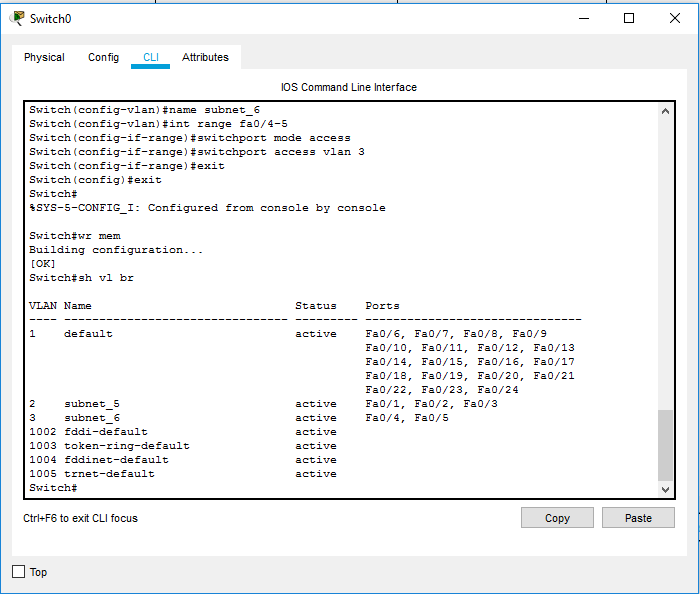 Switch0
Physical Config CLI Attributes
IOS Command Line Interface
Switch(config-vlan)#name subnet_6
Switch(config-vlan)#int range fa0/4-5
Switch(config-if-range)#switchport mode access
Switch(config-if-range)#switchport access vlan 3
Switch(config-if-range)#exit
Switch(config)#exit
Switch#
%SYS-5-CONFIG_I: Configured from console by console
Switch#wr mem
Building configuration...
[OK]
Switch#sh vl br
VLAN Name Status Ports
---- -------------------------------- --------- -------------------------------
1 default active Fa0/6, Fa0/7, Fa0/8, Fa0/9
Fa0/10, Fa0/11, Fa0/12, Fa0/13
Fa0/14, Fa0/15, Fa0/16, Fa0/17
Fa0/18, Fa0/19, Fa0/20, Fa0/21
Fa0/22, Fa0/23, Fa0/24
2 subnet_5 active Fa0/1, Fa0/2, Fa0/3
3 subnet_6 active Fa0/4, Fa0/5
1002 fddi-default active
1003 token-ring-default active
1004 fddinet-default active
1005 trnet-default active
Switch#
Ctrl+F6 to exit CLI focus
Copy Paste
Top